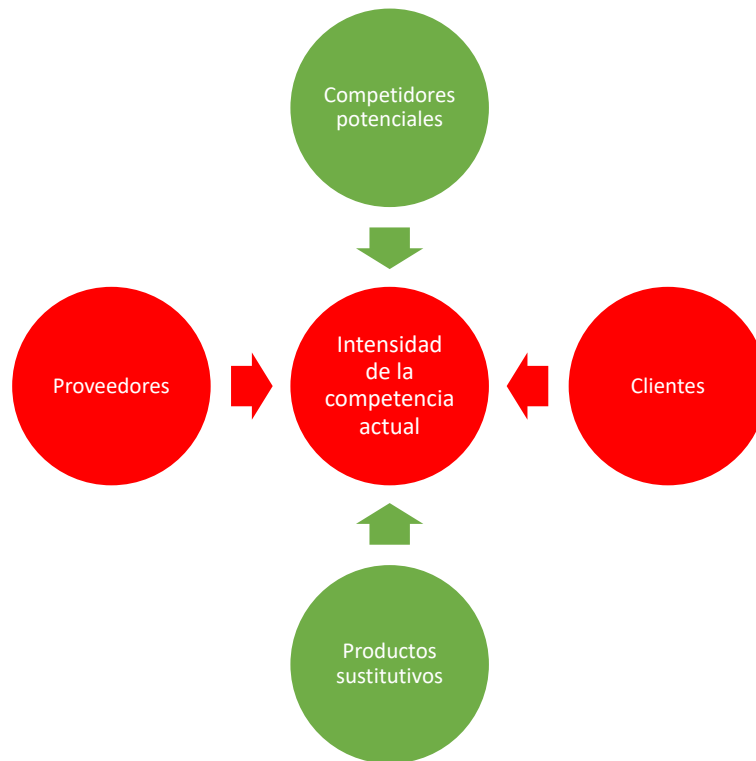 Competidores
potenciales
Proveedores
Intensidad
de la
competencia
actual
Clientes
Productos
sustitutivos